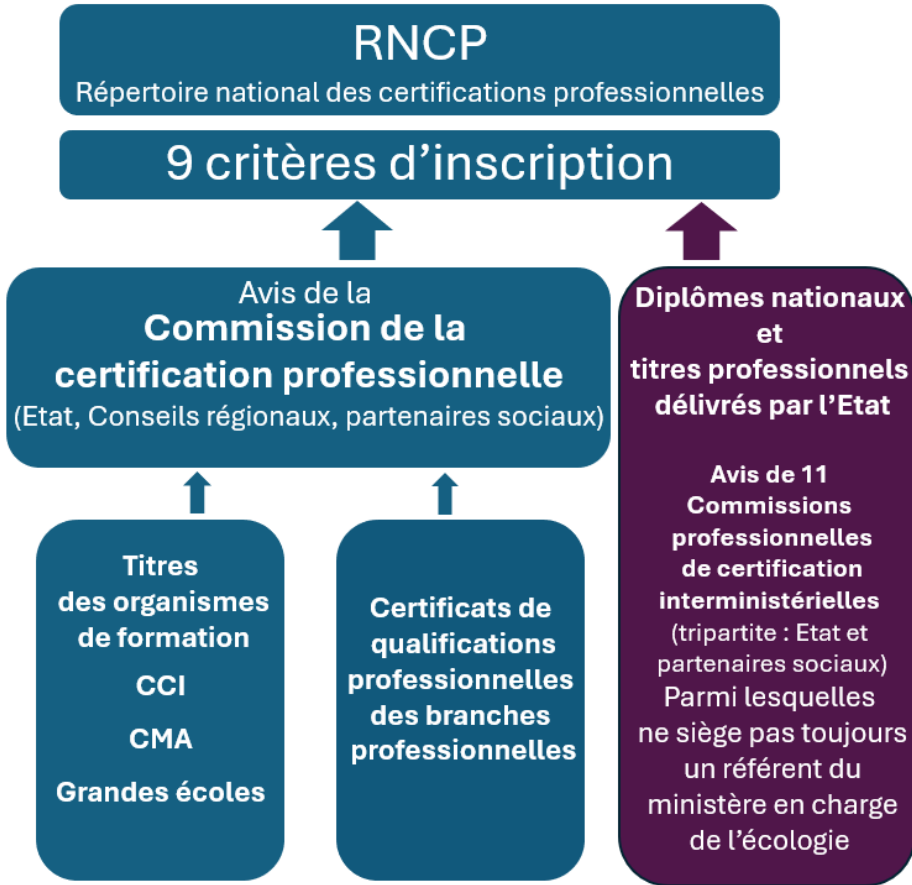 RNCP
Répertoire national des certifications professionnelles
9 critères d’inscription
Avis de la
Commission de la
certification professionnelle
(Etat, Conseils régionaux, partenaires sociaux)
Titres
des organismes
de formation
CCI
CMA
Grandes écoles
Certificats de
qualifications
professionnelles
des branches
professionnelles
Diplômes nationaux
et
titres professionnels
délivrés par l’Etat
Avis de 11
Commissions
professionnelles
de certification
interministérielles
(tripartite : Etat et
partenaires sociaux)
Parmi lesquelles
ne siège pas toujours
un référent du
ministère en charge
de l’écologie